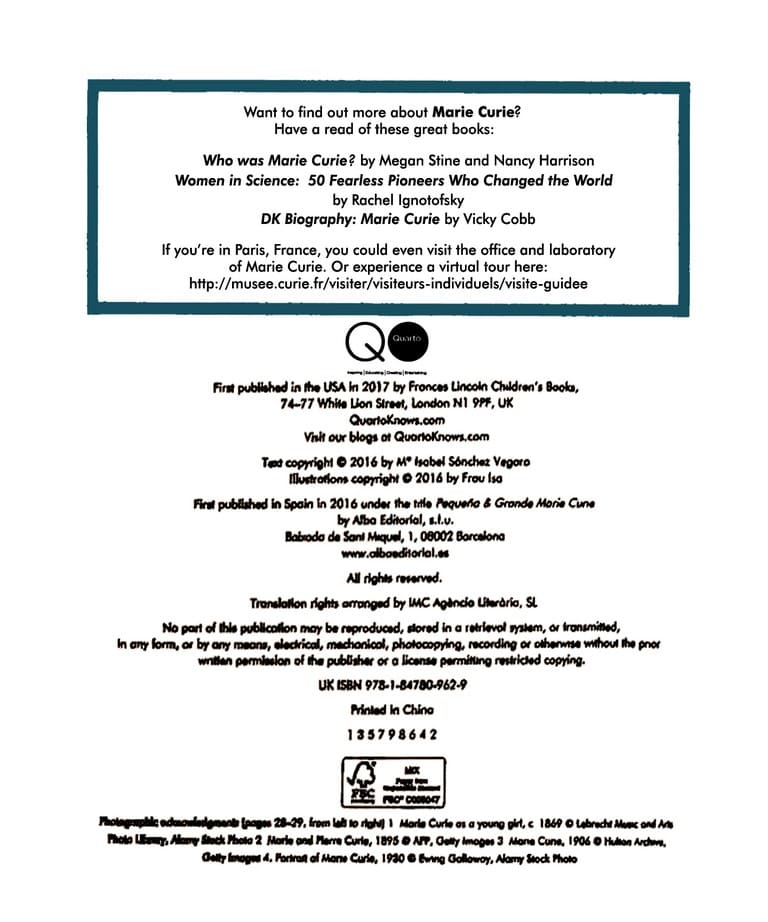 Want to find out more about Marie Curie?
Have a read of these great books:
Who was Marie Curie? by Megan Stine and Nancy Harrison
Women in Science: 50 Fearless Pioneers Who Changed the World
by Rachel Ignotofsky
DK Biography: Marie Curie by Vicky Cobb
If you're in Paris, France, you could even visit the office and laboratory
of Marie Curie. Or experience a virtual tour here:
http://musee.curie.fr/visiter/visiteurs-individuels/visite-guidee
Quarto
Inspiring | Educating | Creating | Entertaining
First published in the USA in 2017 by Frances Lincoln Children's Books,
74–77 White Lion Street, London N1 9PF, UK
QuartoKnows.com
Visit our blogs at QuartoKnows.com
Text copyright © 2016 by Mª Isabel Sánchez Vegara
Illustrations copyright © 2016 by Frau Isa
First published in Spain in 2016 under the title Pequeña & Grande Marie Curie
by Alba Editorial, s.l.u.
Baixada de Sant Miquel, 1, 08002 Barcelona
www.albaeditorial.es
All rights reserved.
Translation rights arranged by IMC Agència Literària, SL
No part of this publication may be reproduced, stored in a retrieval system, or transmitted,
in any form, or by any means, electrical, mechanical, photocopying, recording or otherwise without the prior
written permission of the publisher or a license permitting restricted copying.
UK ISBN 978-1-84780-962-9
Printed in China
1 3 5 7 9 8 6 4 2
MIX
Paper from
FSC
Photographic acknowledgments (pages 28-29, from left to right) 1 Marie Curie as a young girl, c 1869 © Lebrecht Music and Arts
Photo Library, Alamy Stock Photo 2 Marie and Pierre Curie, 1895 © AFP, Getty Images 3 Marie Curie, 1906 © Hulton Archive,
Getty Images 4, Portrait of Marie Curie, 1930 © Ewing Galloway, Alamy Stock Photo